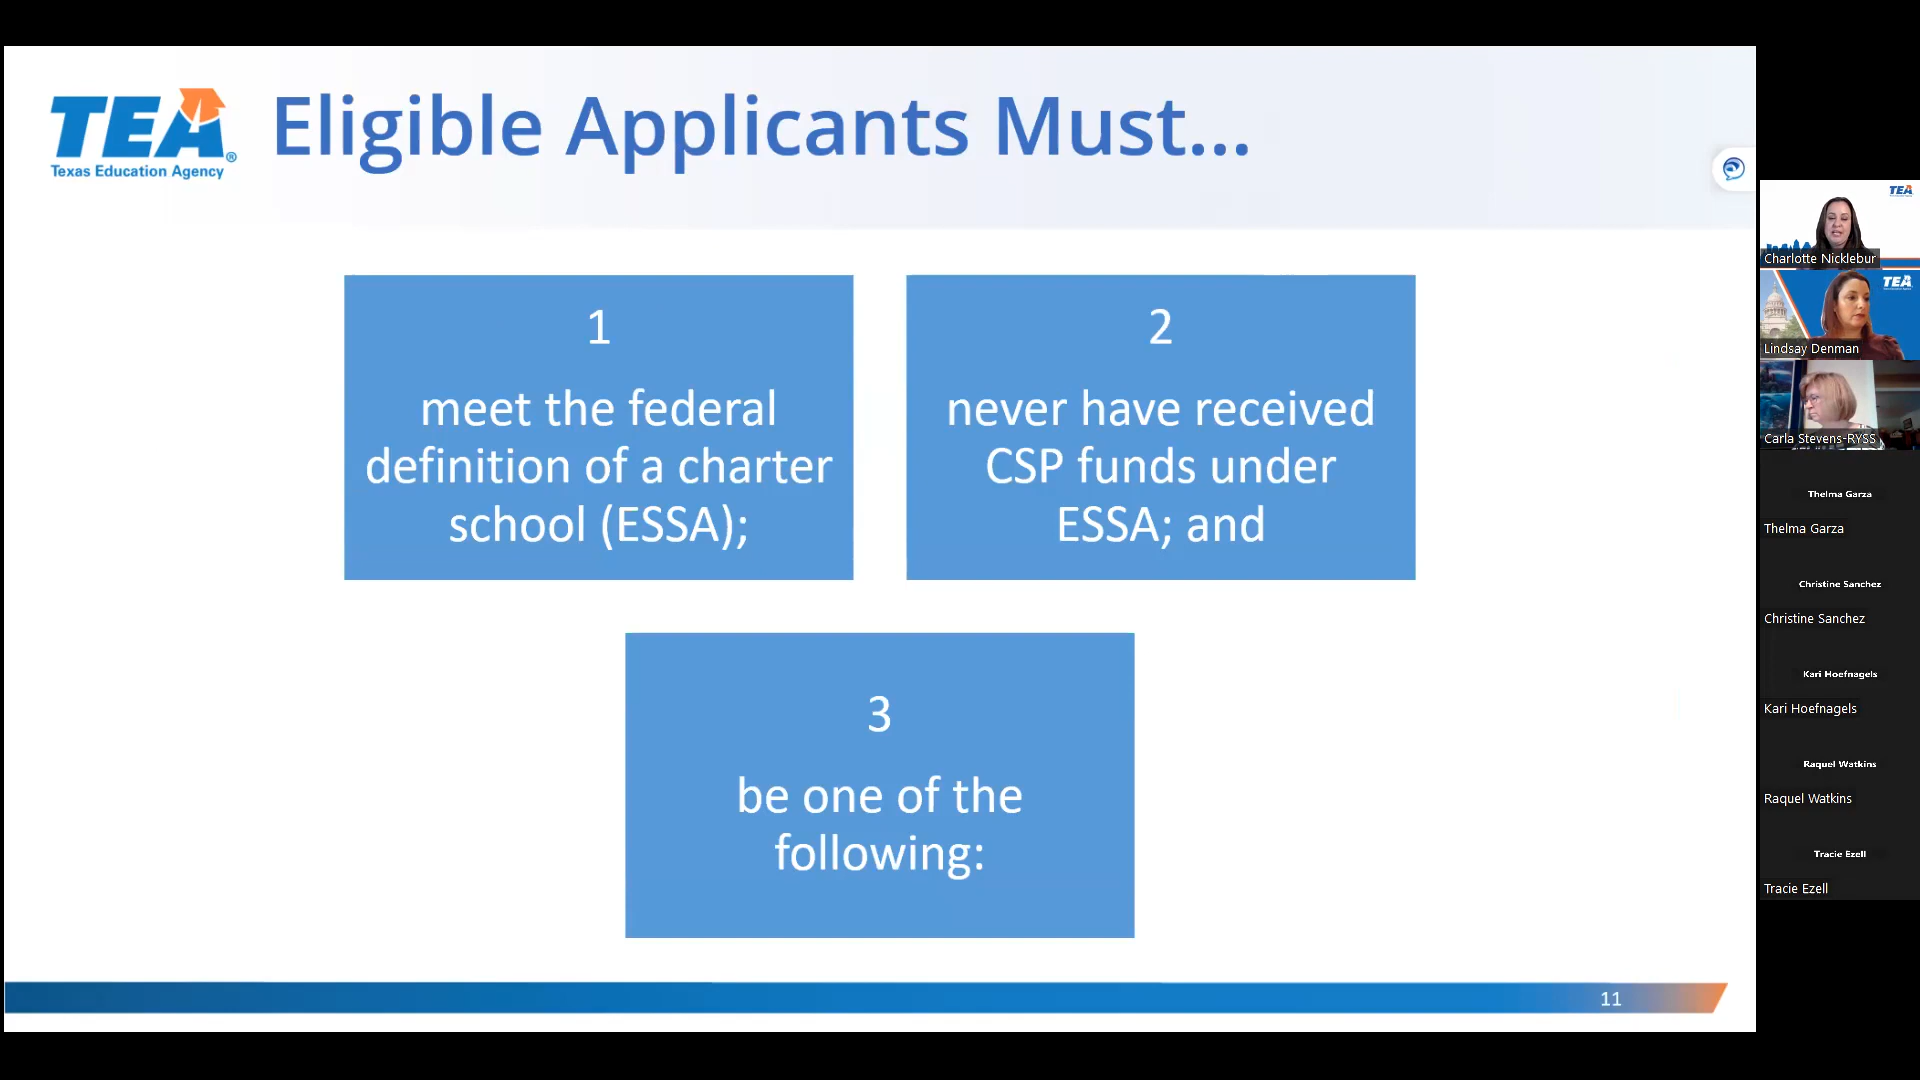 TEA
Texas Education Agency
Eligible Applicants Must...
1
meet the federal
definition of a charter
school (ESSA);
2
never have received
CSP funds under
ESSA; and
3
be one of the
following:
11
TEA
Charlotte Nicklebur
TEA
Lindsay Denman
Carla Stevens-RYSS
Thelma Garza
Thelma Garza
Christine Sanchez
Christine Sanchez
Kari Hoefnagels
Kari Hoefnagels
Raquel Watkins
Raquel Watkins
Tracie Ezell
Tracie Ezell